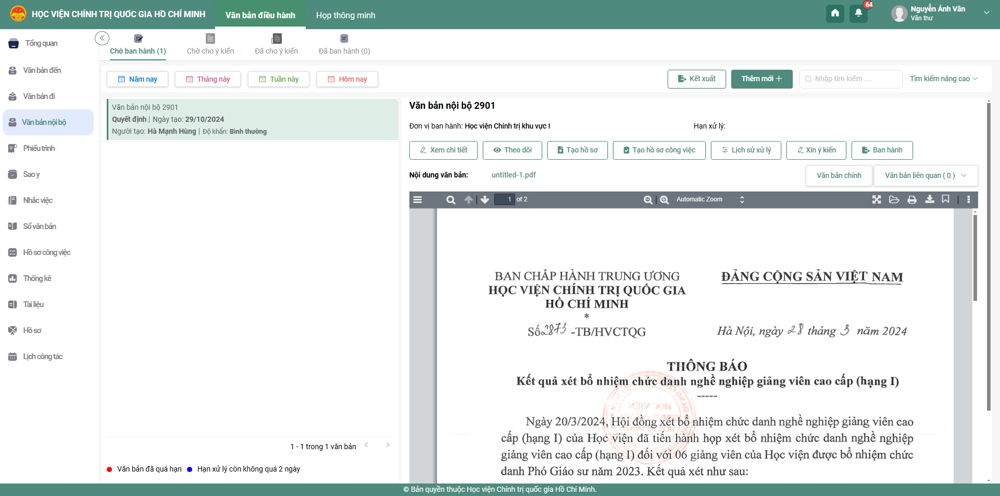 HỌC VIỆN CHÍNH TRỊ QUỐC GIA HỒ CHÍ MINH
Văn bản điều hành
Họp thông minh
64
Nguyễn Ánh Vân
Văn thư
Tổng quan
Văn bản đến
Văn bản đi
Văn bản nội bộ
Phiếu trình
Sao y
Nhắc việc
Sổ văn bản
Hồ sơ công việc
Thống kê
Tài liệu
Hồ sơ
Lịch công tác
Chờ ban hành (1)
Chờ cho ý kiến
Đã cho ý kiến
Đã ban hành (0)
Năm nay
Tháng này
Tuần này
Hôm nay
Kết xuất
Thêm mới
Nhập tìm kiếm ....
Tìm kiếm nâng cao
Văn bản nội bộ 2901
Quyết định | Ngày tạo: 29/10/2024
Người tạo: Hà Mạnh Hùng | Độ khẩn: Bình thường
1 - 1 trong 1 văn bản
Văn bản đã quá hạn
Hạn xử lý còn không quá 2 ngày
Văn bản nội bộ 2901
Đơn vị ban hành: Học viện Chính trị khu vực I
Hạn xử lý:
Xem chi tiết
Theo dõi
Tạo hồ sơ
Tạo hồ sơ công việc
Lịch sử xử lý
Xin ý kiến
Ban hành
Nội dung văn bản:
untitled-1.pdf
Văn bản chính
Văn bản liên quan ( 0 )
1 of 2
Automatic Zoom
BAN CHẤP HÀNH TRUNG ƯƠNG
HỌC VIỆN CHÍNH TRỊ QUỐC GIA
HỒ CHÍ MINH
*
Số 2873 -TB/HVCTQG
ĐẢNG CỘNG SẢN VIỆT NAM
Hà Nội, ngày 28 tháng 3 năm 2024
THÔNG BÁO
Kết quả xét bổ nhiệm chức danh nghề nghiệp giảng viên cao cấp (hạng I)
-----
Ngày 20/3/2024, Hội đồng xét bổ nhiệm chức danh nghề nghiệp giảng viên cao
cấp (hạng I) của Học viện đã tiến hành họp xét bổ nhiệm chức danh nghề nghiệp
giảng viên cao cấp (hạng I) đối với 06 giảng viên của Học viện được bổ nhiệm chức
danh Phó Giáo sư năm 2023. Kết quả xét như sau:
© Bản quyền thuộc Học viện Chính trị quốc gia Hồ Chí Minh.